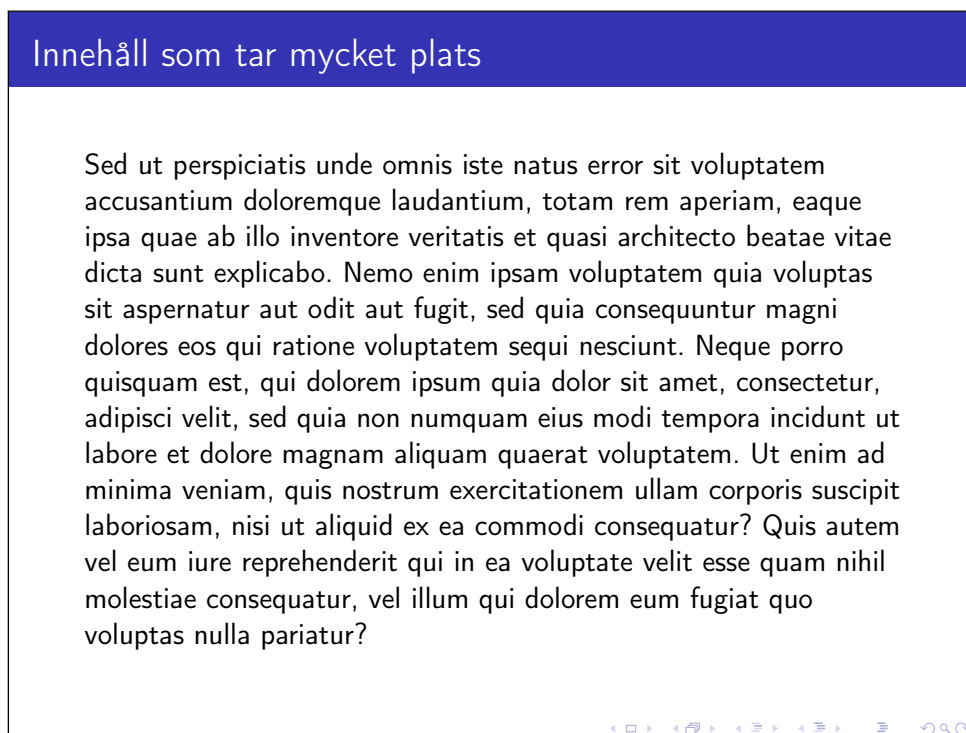 Innehåll som tar mycket plats
Sed ut perspiciatis unde omnis iste natus error sit voluptatem
accusantium doloremque laudantium, totam rem aperiam, eaque
ipsa quae ab illo inventore veritatis et quasi architecto beatae vitae
dicta sunt explicabo. Nemo enim ipsam voluptatem quia voluptas
sit aspernatur aut odit aut fugit, sed quia consequuntur magni
dolores eos qui ratione voluptatem sequi nesciunt. Neque porro
quisquam est, qui dolorem ipsum quia dolor sit amet, consectetur,
adipisci velit, sed quia non numquam eius modi tempora incidunt ut
labore et dolore magnam aliquam quaerat voluptatem. Ut enim ad
minima veniam, quis nostrum exercitationem ullam corporis suscipit
laboriosam, nisi ut aliquid ex ea commodi consequatur? Quis autem
vel eum iure reprehenderit qui in ea voluptate velit esse quam nihil
molestiae consequatur, vel illum qui dolorem eum fugiat quo
voluptas nulla pariatur?